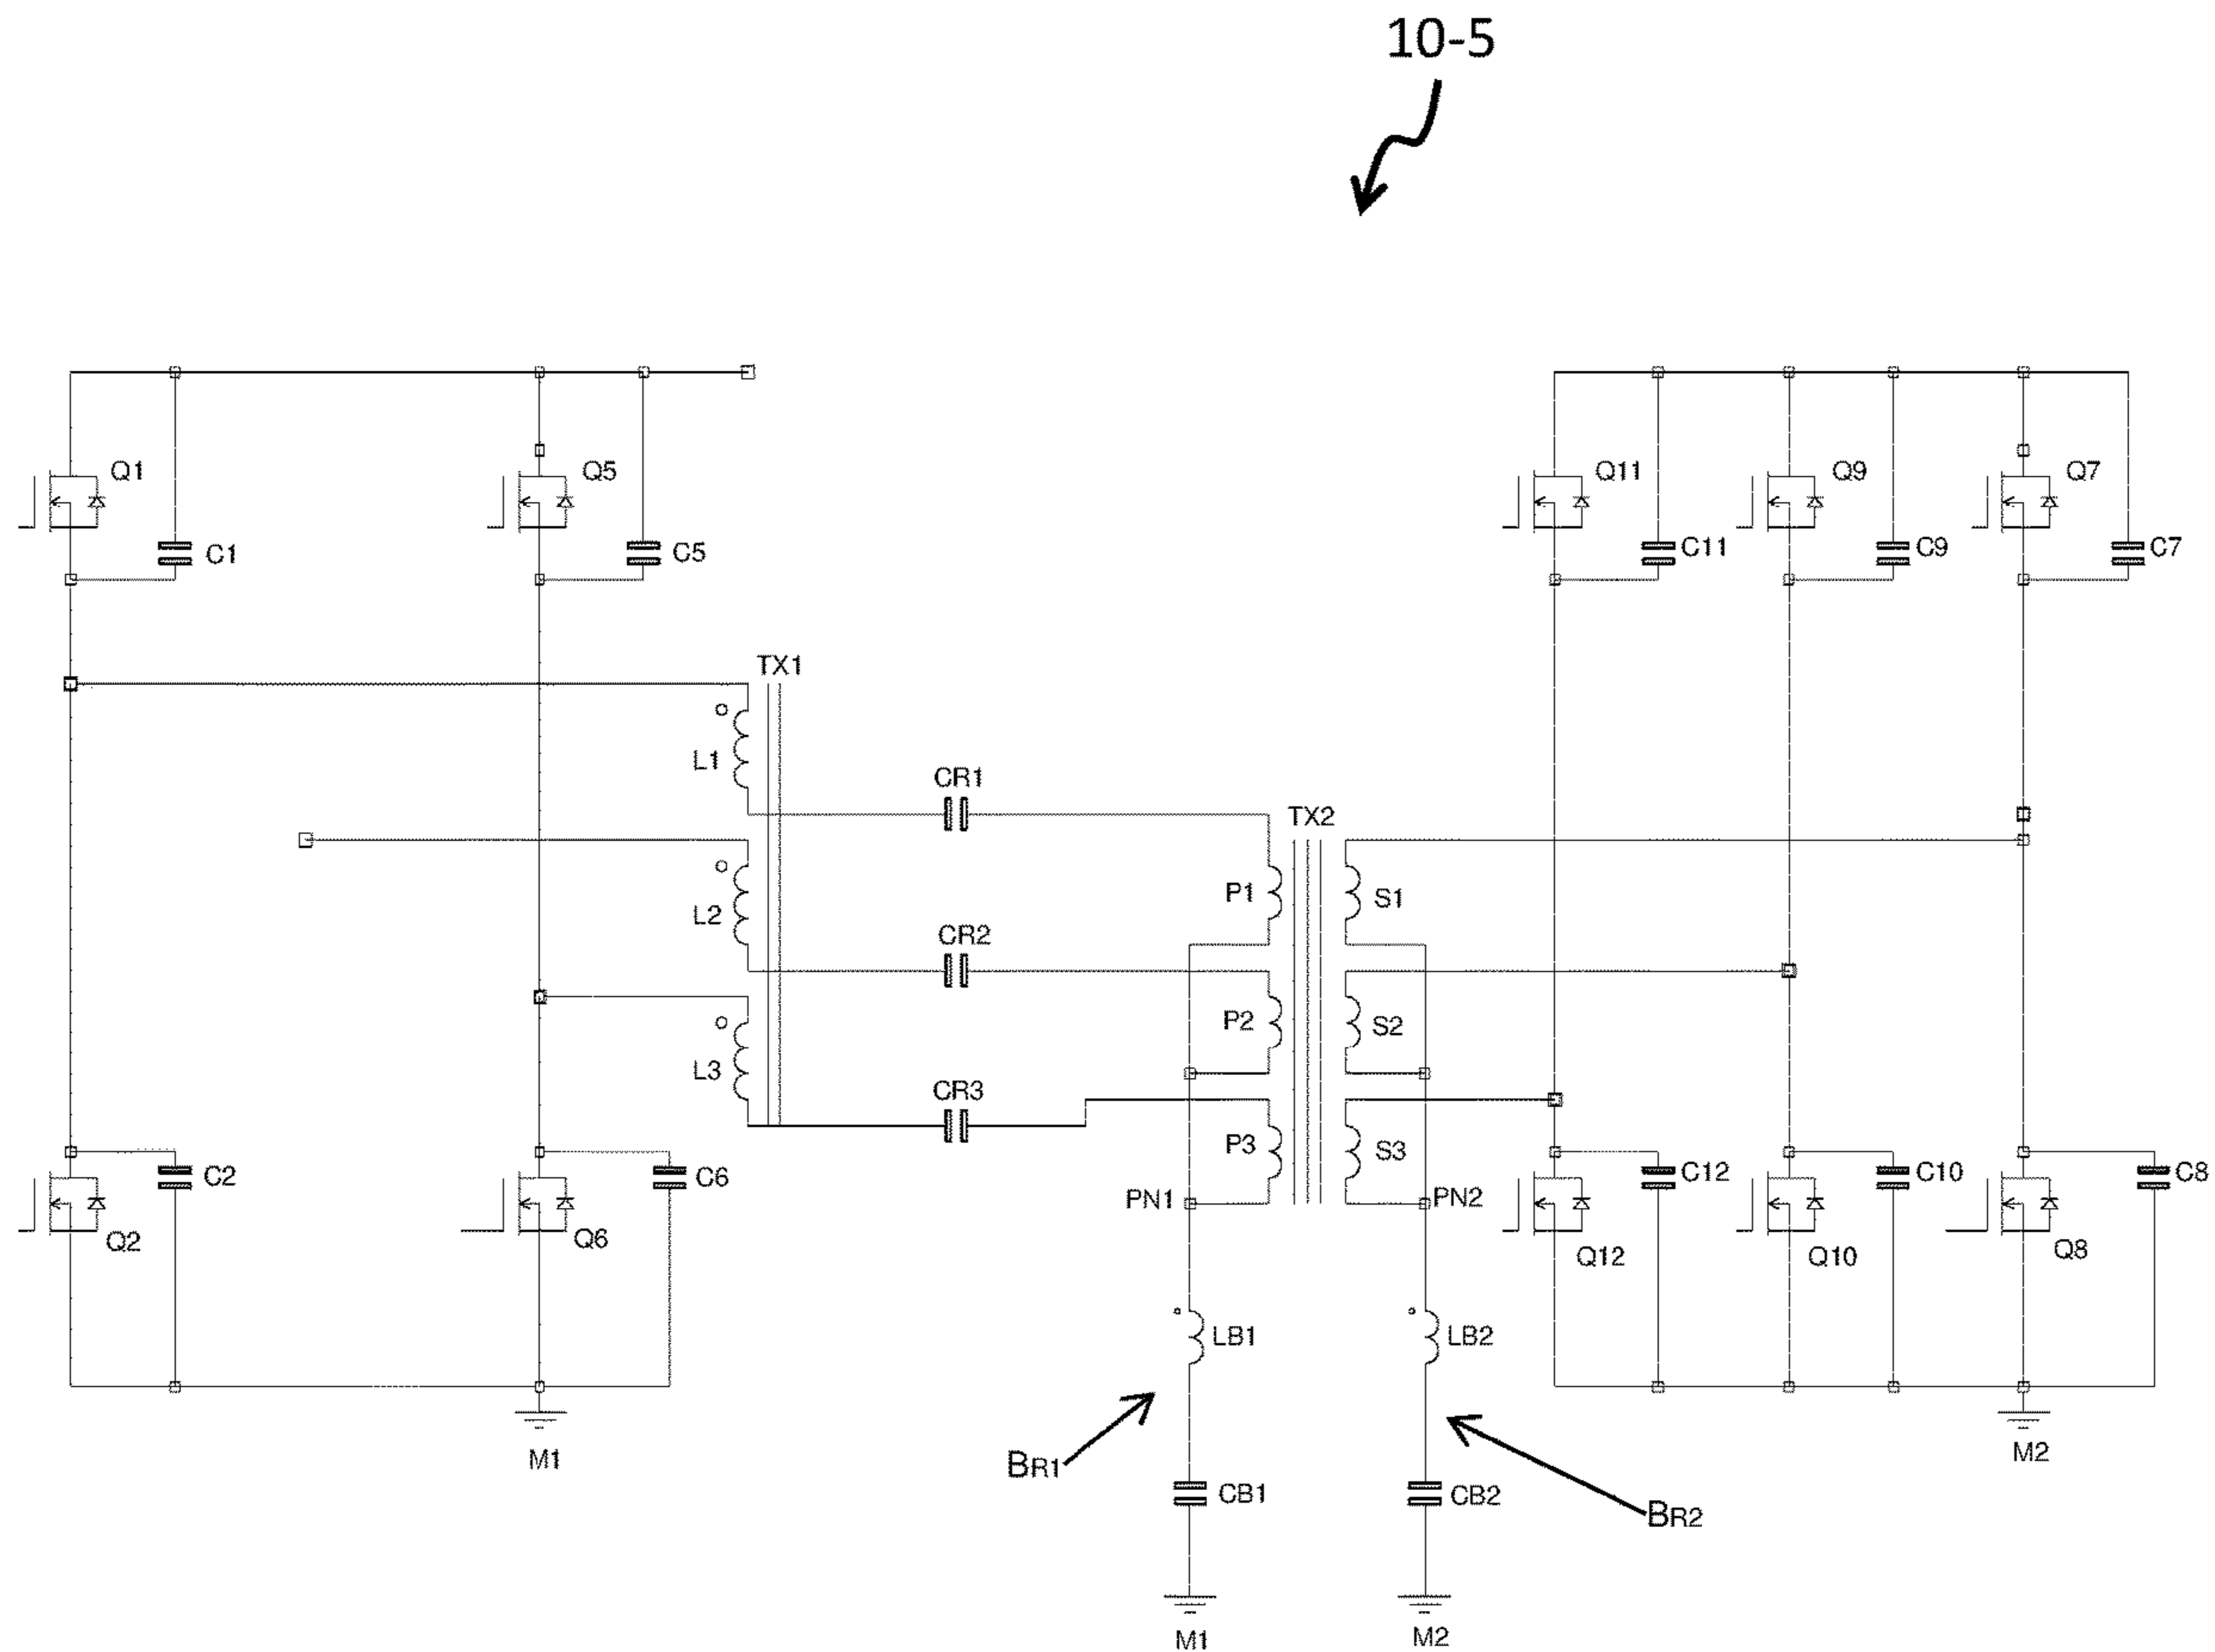 10-5
Q1
Q5
Q11
Q9
Q7
C1
C5
C11
C9
C7
TX1
L1
CR1
TX2
P1
S1
L2
CR2
P2
S2
L3
CR3
P3
S3
C2
C6
C12
C10
C8
PN1
PN2
Q2
Q6
Q12
Q10
Q8
LB1
LB2
M1
M2
BR1
CB1
CB2
BR2
M1
M2